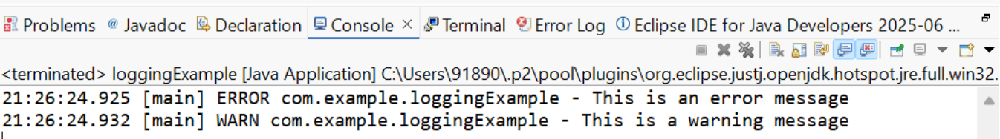 Problems @ Javadoc Declaration Console × Terminal Error Log Eclipse IDE for Java Developers 2025-06 ...
<terminated> loggingExample [Java Application] C:\Users\91890\.p2\pool\plugins\org.eclipse.justj.openjdk.hotspot.jre.full.win32.
21:26:24.925 [main] ERROR com.example.loggingExample - This is an error message
21:26:24.932 [main] WARN com.example.loggingExample - This is a warning message